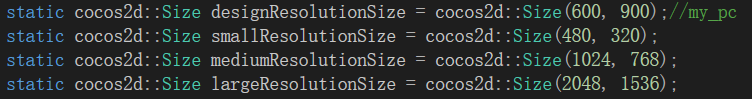 static cocos2d::Size designResolutionSize = cocos2d::Size(600, 900);//my_pc
static cocos2d::Size smallResolutionSize = cocos2d::Size(480, 320);
static cocos2d::Size mediumResolutionSize = cocos2d::Size(1024, 768);
static cocos2d::Size largeResolutionSize = cocos2d::Size(2048, 1536);